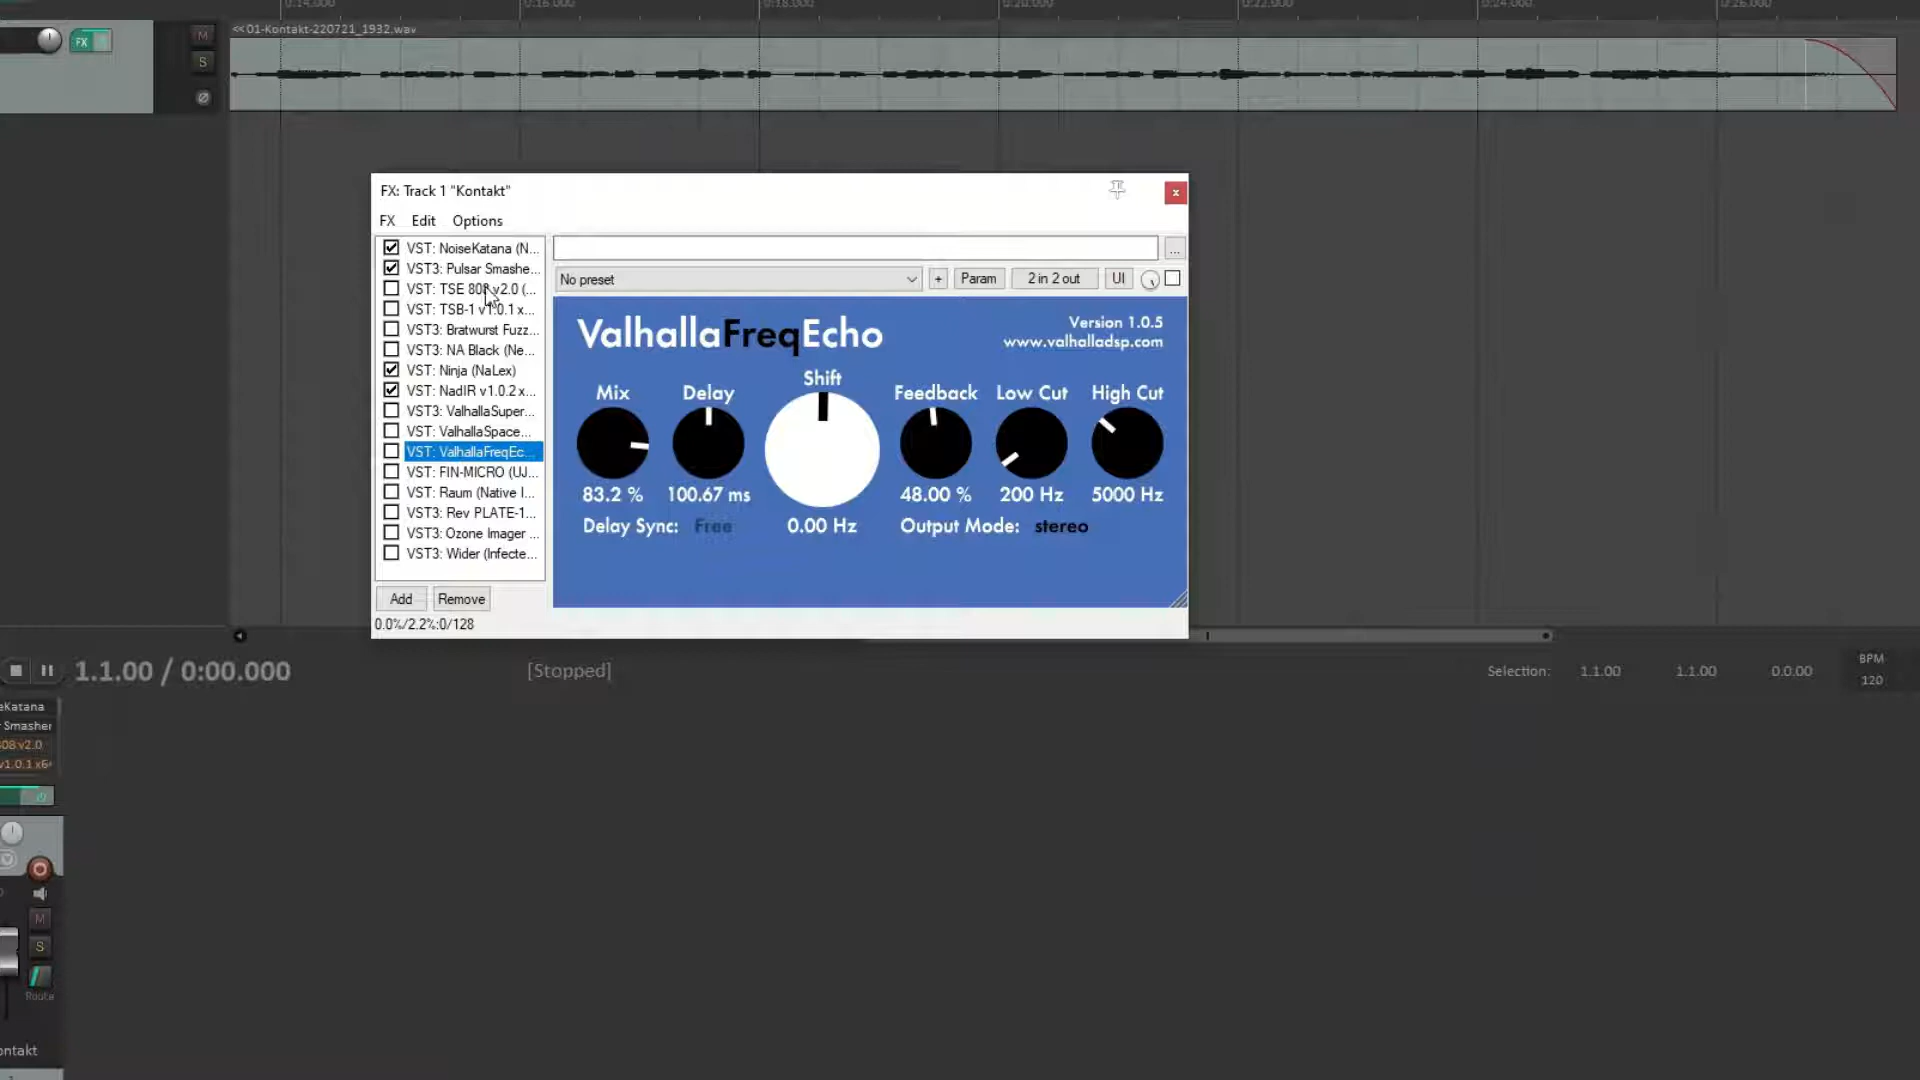 0:14.000 0:16.000 0:18.000 0:20.000 0:22.000 0:24.000 0:26.000
FX M <<01-Kontakt-220721_1932.wav
S
FX: Track 1 "Kontakt" x
FX Edit Options
VST: NoiseKatana (N...
VST3: Pulsar Smashe... ...
VST: TSE 808 v2.0 (... No preset + Param 2 in 2 out UI
VST: TSB-1 v1.0.1 x...
VST3: Bratwurst Fuzz...
VST3: NA Black (Ne...
VST: Ninja (NaLex)
VST: NadIR v1.0.2 x...
VST3: ValhallaSuper...
VST: ValhallaSpace...
VST: ValhallaFreqEc...
VST: FIN-MICRO (UJ...
VST: Raum (Native I...
VST3: Rev PLATE-1...
VST3: Ozone Imager ...
VST3: Wider (Infecte...
Add Remove
0.0%/2.2%:0/128
ValhallaFreqEcho
Version 1.0.5
www.valhalladsp.com
Mix Delay Shift Feedback Low Cut High Cut
83.2 % 100.67 ms 48.00 % 200 Hz 5000 Hz
Delay Sync: Free 0.00 Hz Output Mode: stereo
1.1.00 / 0:00.000 [Stopped] Selection: 1.1.00 1.1.00 0.0.00 BPM
120
eKatana
Smasher
808 v2.0
v1.0.1 x6
M
S
Route
ontakt